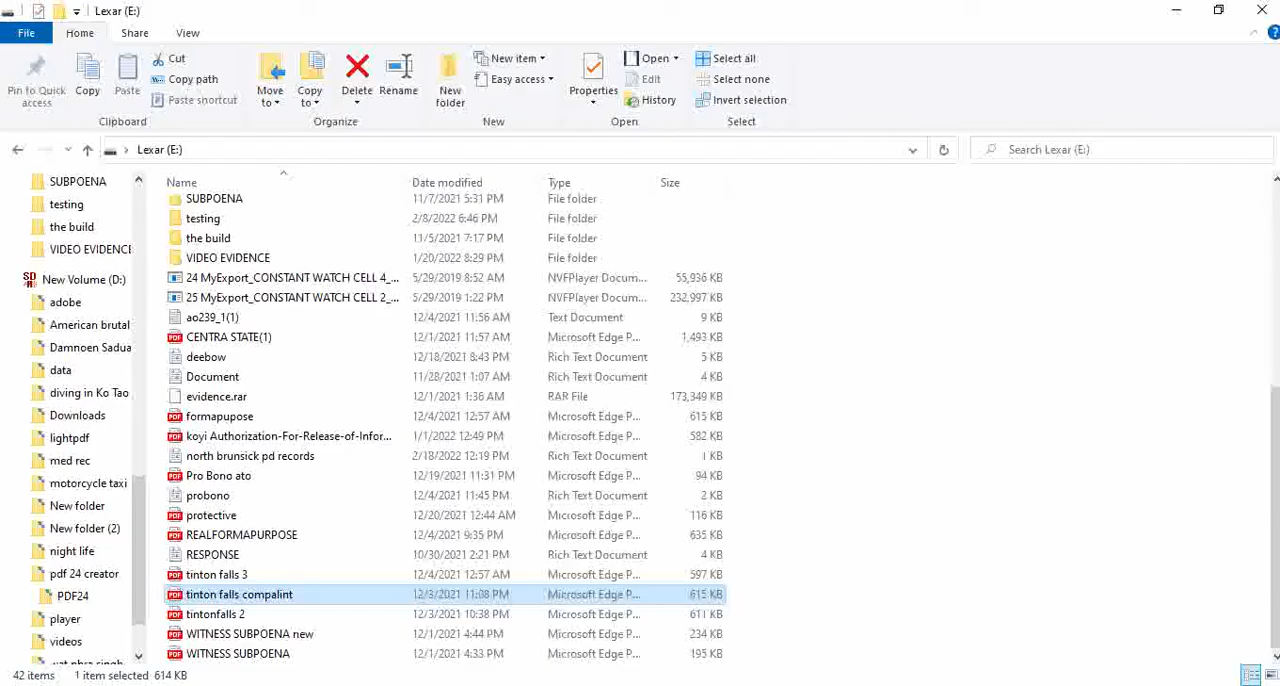 Lexar (E:)
File Home Share View
Pin to Quick access
Copy
Paste
Cut
Copy path
Paste shortcut
Clipboard
Move to
Copy to
Delete
Rename
Organize
New folder
New item
Easy access
New
Properties
Open
Edit
History
Open
Select all
Select none
Invert selection
Select
Lexar (E:)
Search Lexar (E:)
SUBPOENA
testing
the build
VIDEO EVIDENCE
New Volume (D:)
adobe
American brutal
Damnoen Sadua
data
diving in Ko Tao
Downloads
lightpdf
med rec
motorcycle taxi
New folder
New folder (2)
night life
pdf 24 creator
PDF24
player
videos
Name Date modified Type Size
SUBPOENA 11/7/2021 5:31 PM File folder
testing 2/8/2022 6:46 PM File folder
the build 11/5/2021 7:17 PM File folder
VIDEO EVIDENCE 1/20/2022 8:29 PM File folder
24 MyExport_CONSTANT WATCH CELL 4_... 5/29/2019 8:52 AM NVFPlayer Docum... 55,936 KB
25 MyExport_CONSTANT WATCH CELL 2_... 5/29/2019 1:22 PM NVFPlayer Docum... 232,997 KB
ao239_1(1) 12/4/2021 11:56 AM Text Document 9 KB
CENTRA STATE(1) 12/1/2021 11:57 AM Microsoft Edge P... 1,493 KB
deebow 12/18/2021 8:43 PM Rich Text Document 5 KB
Document 11/28/2021 1:07 AM Rich Text Document 4 KB
evidence.rar 12/1/2021 1:36 AM RAR File 173,349 KB
formapupose 12/4/2021 12:57 AM Microsoft Edge P... 615 KB
koyi Authorization-For-Release-of-Infor... 1/1/2022 12:49 PM Microsoft Edge P... 582 KB
north brunsick pd records 2/18/2022 12:19 PM Rich Text Document 1 KB
Pro Bono ato 12/19/2021 11:31 PM Microsoft Edge P... 94 KB
probono 12/4/2021 11:45 PM Rich Text Document 2 KB
protective 12/20/2021 12:44 AM Microsoft Edge P... 116 KB
REALFORMAPURPOSE 12/4/2021 9:35 PM Microsoft Edge P... 635 KB
RESPONSE 10/30/2021 2:21 PM Rich Text Document 4 KB
tinton falls 3 12/4/2021 12:57 AM Microsoft Edge P... 597 KB
tinton falls compalint 12/3/2021 11:08 PM Microsoft Edge P... 615 KB
tintonfalls 2 12/3/2021 10:38 PM Microsoft Edge P... 611 KB
WITNESS SUBPOENA new 12/1/2021 4:44 PM Microsoft Edge P... 234 KB
WITNESS SUBPOENA 12/1/2021 4:33 PM Microsoft Edge P... 195 KB
42 items 1 item selected 614 KB